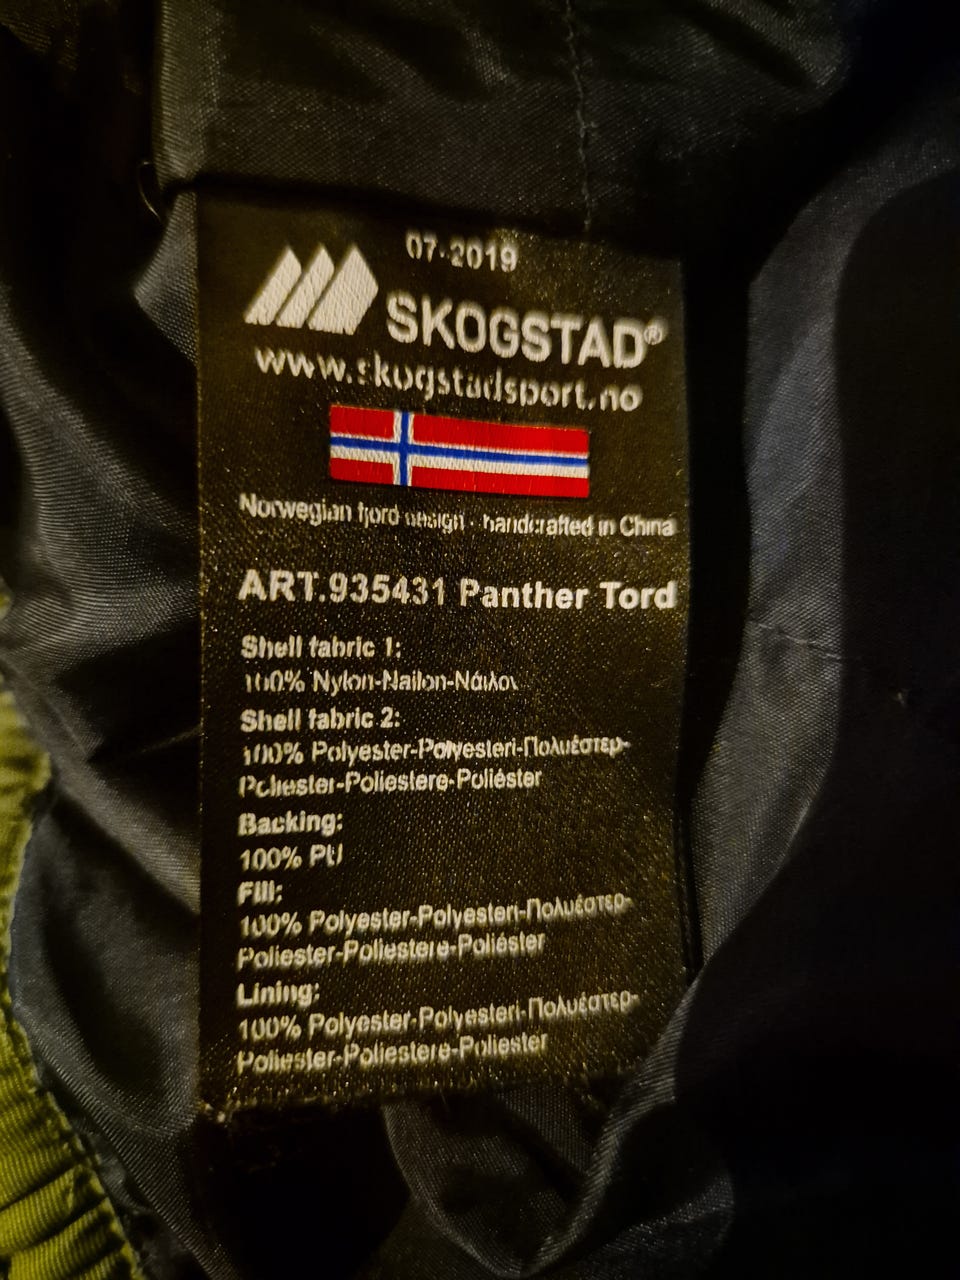 07-2019
SKOGSTAD®
www.skogstadsport.no
Norwegian fjord design - handcrafted in China
ART.935431 Panther Tord
Shell fabric 1:
100% Nylon-Nailon-Νάιλον
Shell fabric 2:
100% Polyester-Polyesteri-Πολυέστερ-
Poliester-Poliestere-Poliéster
Backing:
100% PU
Fill:
100% Polyester-Polyesteri-Πολυέστερ-
Poliester-Poliestere-Poliéster
Lining:
100% Polyester-Polyesteri-Πολυέστερ-
Poliester-Poliestere-Poliester